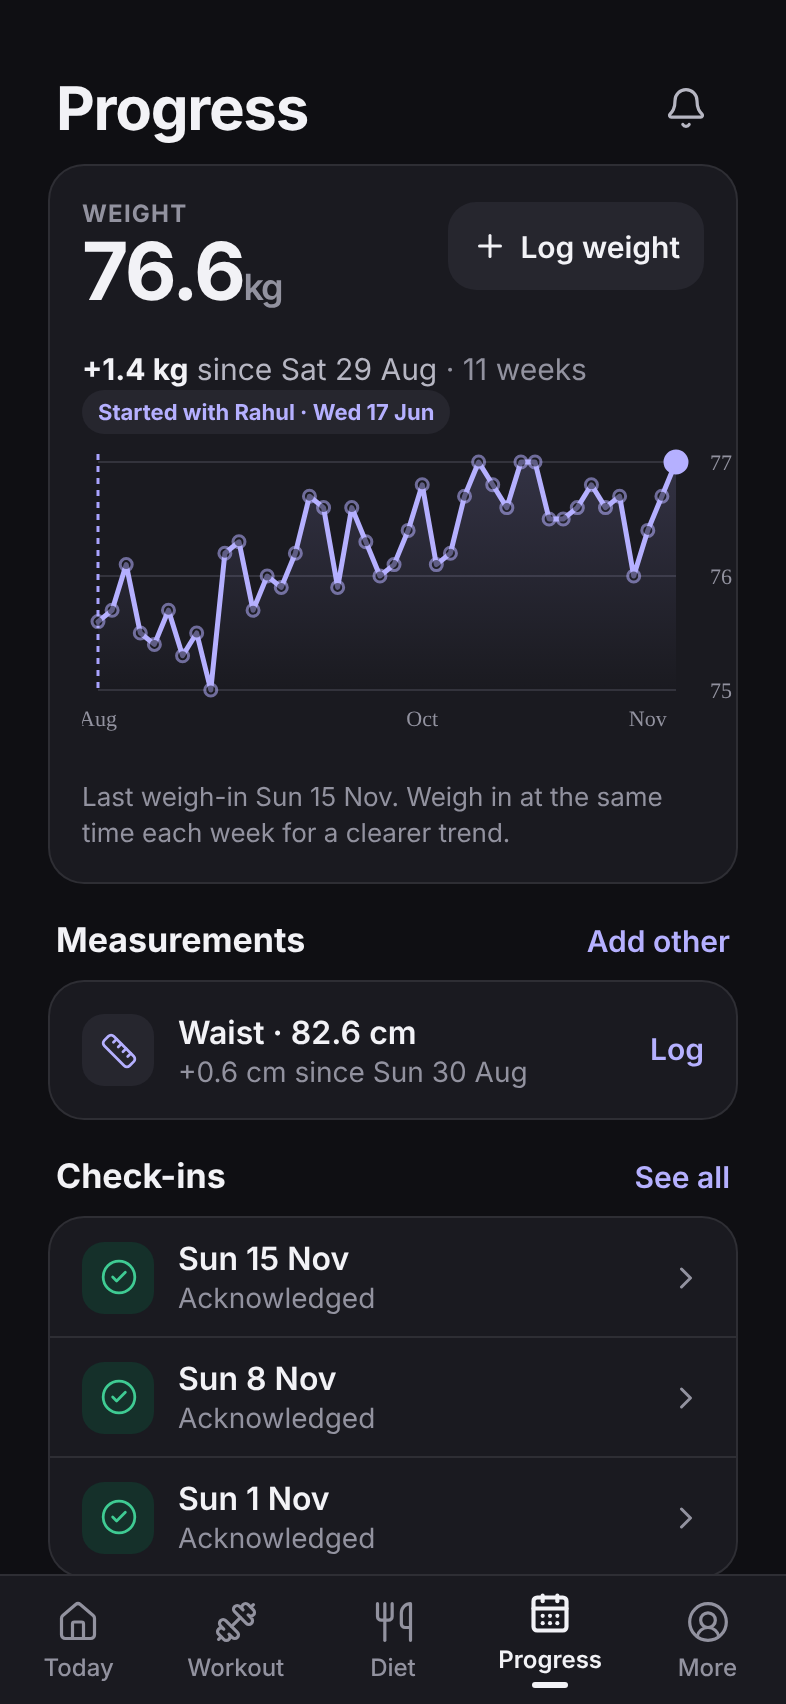 Progress
WEIGHT
76.6kg
Log weight
+1.4 kg since Sat 29 Aug · 11 weeks
Started with Rahul · Wed 17 Jun
77
76
75
Aug Oct Nov
Last weigh-in Sun 15 Nov. Weigh in at the same
time each week for a clearer trend.
Measurements
Add other
Waist · 82.6 cm
+0.6 cm since Sun 30 Aug
Log
Check-ins
See all
Sun 15 Nov
Acknowledged
Sun 8 Nov
Acknowledged
Sun 1 Nov
Acknowledged
Today Workout Diet Progress More